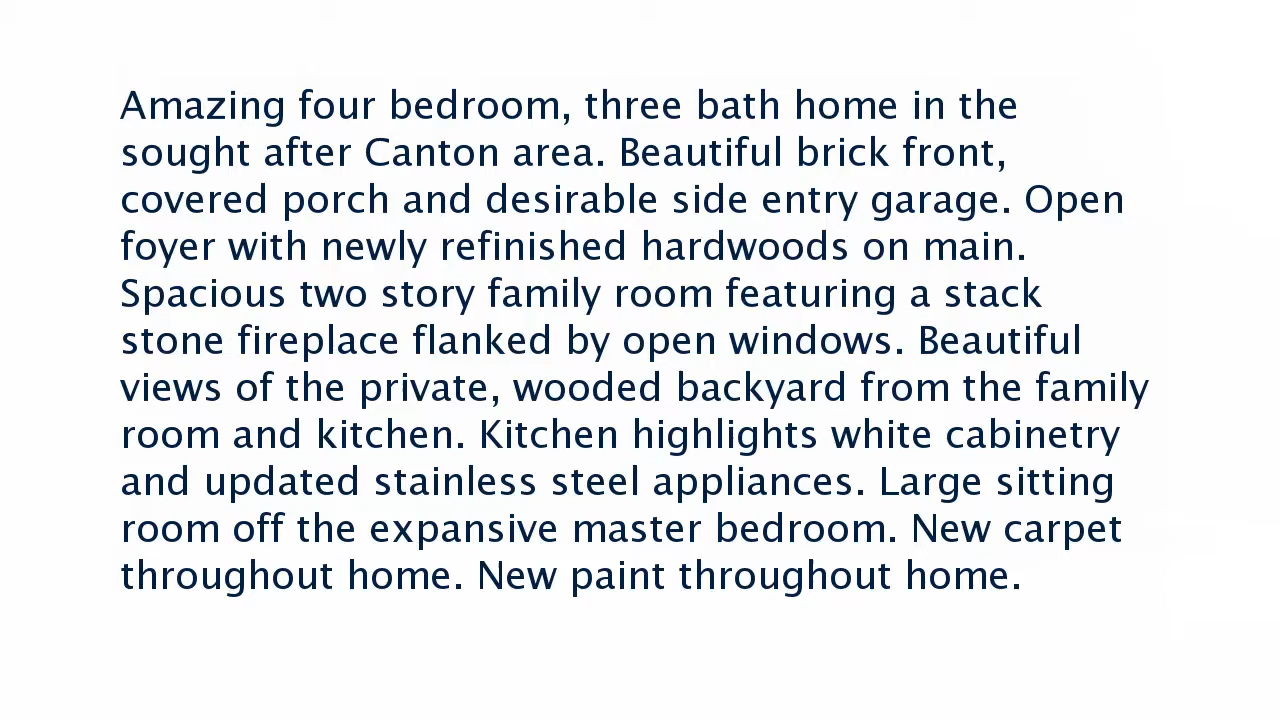 Amazing four bedroom, three bath home in the
sought after Canton area. Beautiful brick front,
covered porch and desirable side entry garage. Open
foyer with newly refinished hardwoods on main.
Spacious two story family room featuring a stack
stone fireplace flanked by open windows. Beautiful
views of the private, wooded backyard from the family
room and kitchen. Kitchen highlights white cabinetry
and updated stainless steel appliances. Large sitting
room off the expansive master bedroom. New carpet
throughout home. New paint throughout home.